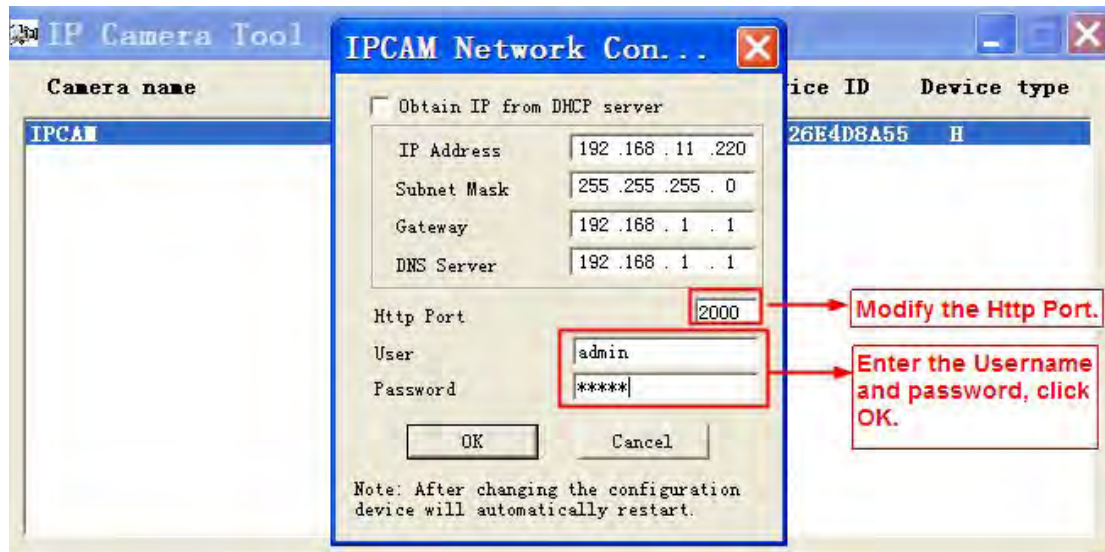 IP Camera Tool
IPCAM Network Con...
Camera name
ice ID Device type
IPCAM
26E4D8A55 H
Obtain IP from DHCP server
IP Address 192 .168 . 11 .220
Subnet Mask 255 .255 .255 . 0
Gateway 192 .168 . 1 . 1
DNS Server 192 .168 . 1 . 1
Http Port 2000
User admin
Password *****
OK Cancel
Note: After changing the configuration
device will automatically restart.
Modify the Http Port.
Enter the Username
and password, click
OK.